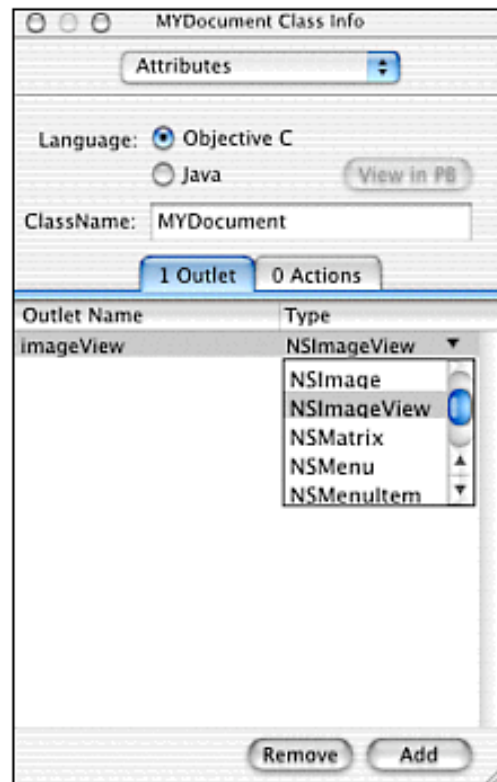 MYDocument Class Info
Attributes
Language: Objective C
Java View in PB
ClassName: MYDocument
1 Outlet 0 Actions
Outlet Name Type
imageView NSImageView
NSImage
NSImageView
NSMatrix
NSMenu
NSMenuItem
Remove Add